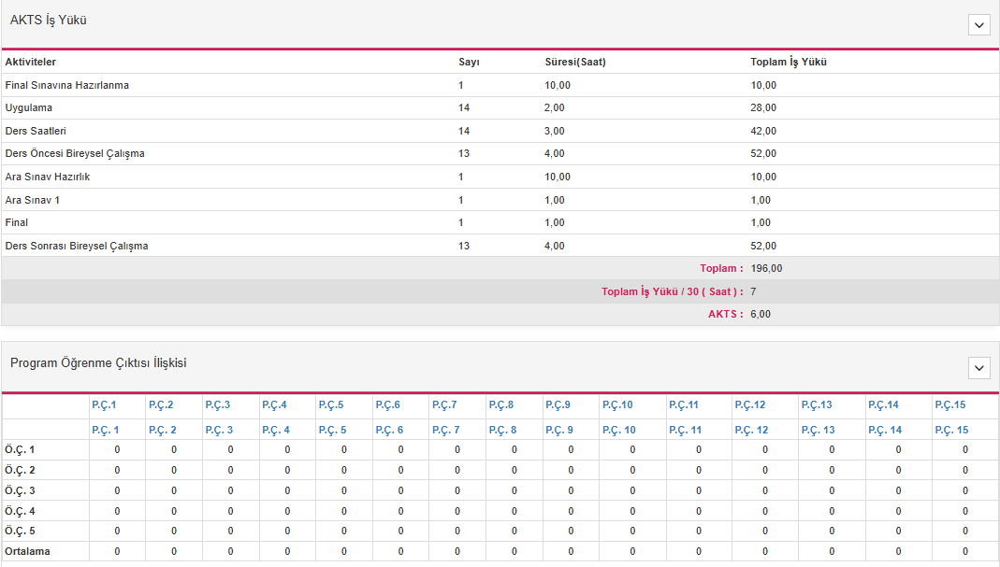 AKTS İş Yükü
Aktiviteler Sayı Süresi(Saat) Toplam İş Yükü
Final Sınavına Hazırlanma 1 10,00 10,00
Uygulama 14 2,00 28,00
Ders Saatleri 14 3,00 42,00
Ders Öncesi Bireysel Çalışma 13 4,00 52,00
Ara Sınav Hazırlık 1 10,00 10,00
Ara Sınav 1 1 1,00 1,00
Final 1 1,00 1,00
Ders Sonrası Bireysel Çalışma 13 4,00 52,00
Toplam : 196,00
Toplam İş Yükü / 30 ( Saat ) : 7
AKTS : 6,00
Program Öğrenme Çıktısı İlişkisi
P.Ç.1 P.Ç.2 P.Ç.3 P.Ç.4 P.Ç.5 P.Ç.6 P.Ç.7 P.Ç.8 P.Ç.9 P.Ç.10 P.Ç.11 P.Ç.12 P.Ç.13 P.Ç.14 P.Ç.15
P.Ç. 1 P.Ç. 2 P.Ç. 3 P.Ç. 4 P.Ç. 5 P.Ç. 6 P.Ç. 7 P.Ç. 8 P.Ç. 9 P.Ç. 10 P.Ç. 11 P.Ç. 12 P.Ç. 13 P.Ç. 14 P.Ç. 15
Ö.Ç. 1 0 0 0 0 0 0 0 0 0 0 0 0 0 0 0
Ö.Ç. 2 0 0 0 0 0 0 0 0 0 0 0 0 0 0 0
Ö.Ç. 3 0 0 0 0 0 0 0 0 0 0 0 0 0 0 0
Ö.Ç. 4 0 0 0 0 0 0 0 0 0 0 0 0 0 0 0
Ö.Ç. 5 0 0 0 0 0 0 0 0 0 0 0 0 0 0 0
Ortalama 0 0 0 0 0 0 0 0 0 0 0 0 0 0 0